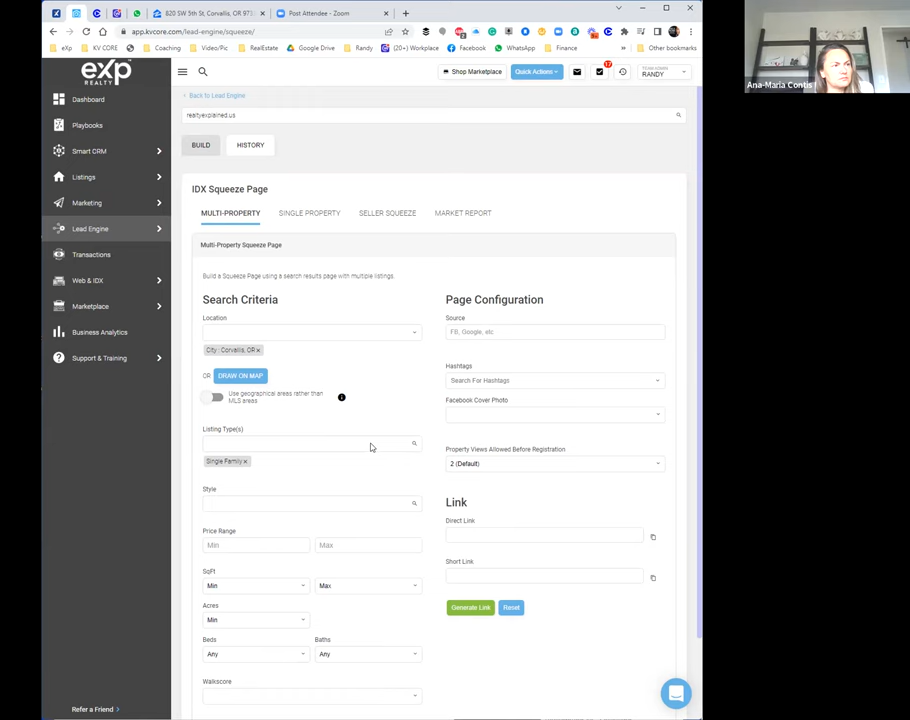 820 SW 5th St, Corvallis, OR 973
Post Attendee - Zoom
app.kvcore.com/lead-engine/squeeze/
eXp
KV CORE
Coaching
Video/Pic
RealEstate
Google Drive
Randy
(20+) Workplace
Facebook
WhatsApp
Finance
Other bookmarks
exp
REALTY
Dashboard
Playbooks
Smart CRM
Listings
Marketing
Lead Engine
Transactions
Web & IDX
Marketplace
Business Analytics
Support & Training
Refer a Friend
Shop Marketplace
Quick Actions
17
RANDY
Back to Lead Engine
realtyexplained.us
BUILD
HISTORY
IDX Squeeze Page
MULTI-PROPERTY
SINGLE PROPERTY
SELLER SQUEEZE
MARKET REPORT
Multi-Property Squeeze Page
Build a Squeeze Page using a search results page with multiple listings.
Search Criteria
Location
City : Corvallis, OR ×
OR
DRAW ON MAP
Use geographical areas rather than
MLS areas
Listing Type(s)
Single Family ×
Style
Price Range
Min
Max
SqFt
Min
Max
Acres
Min
Beds
Baths
Any
Any
Walkscore
Page Configuration
Source
FB, Google, etc
Hashtags
Search For Hashtags
Facebook Cover Photo
Property Views Allowed Before Registration
2 (Default)
Link
Direct Link
Short Link
Generate Link
Reset
Ana-Maria Contis